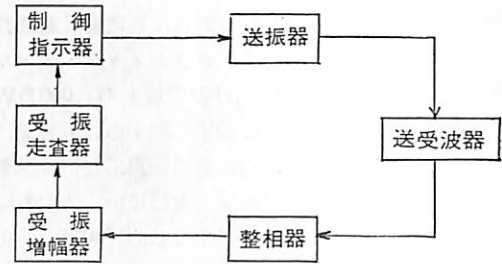 制 御
指示器
送振器
送受波器
整相器
受 振
増幅器
受 振
走査器